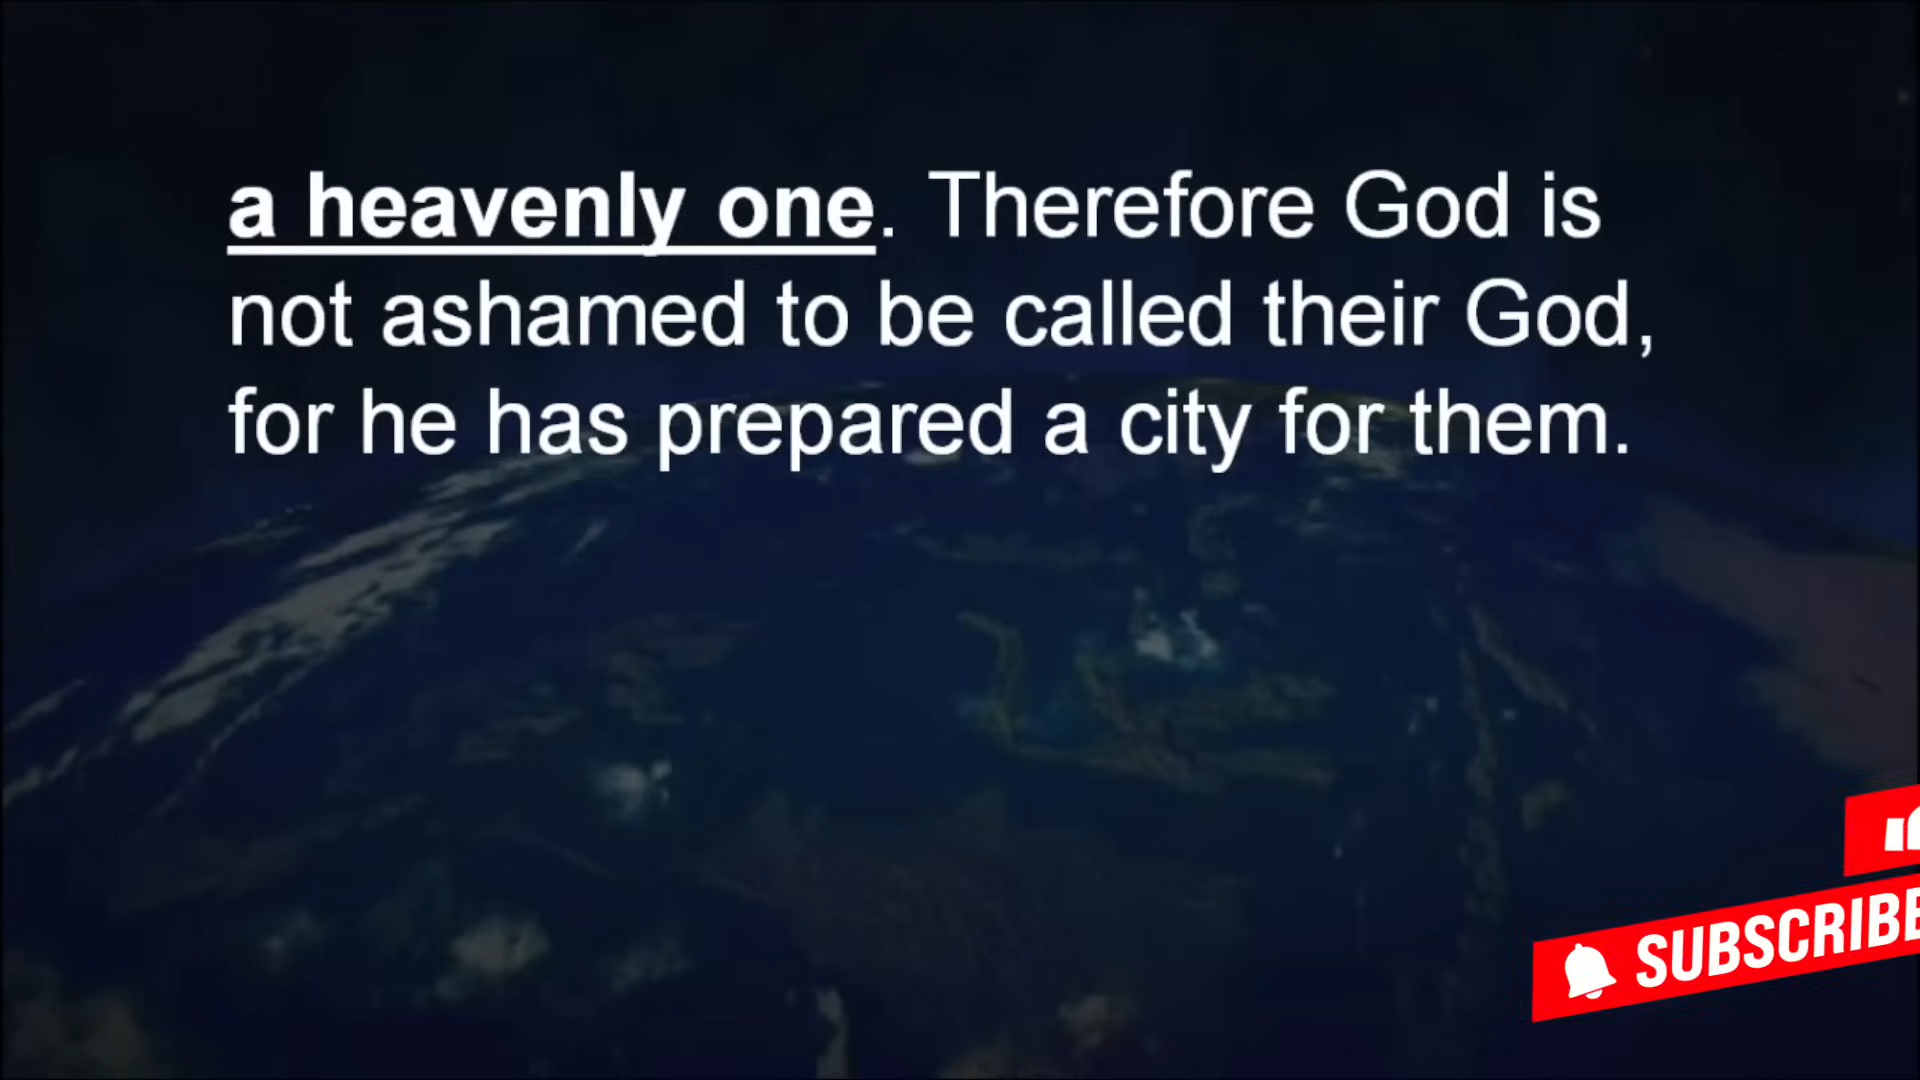 a heavenly one. Therefore God is
not ashamed to be called their God,
for he has prepared a city for them.
SUBSCRIBE